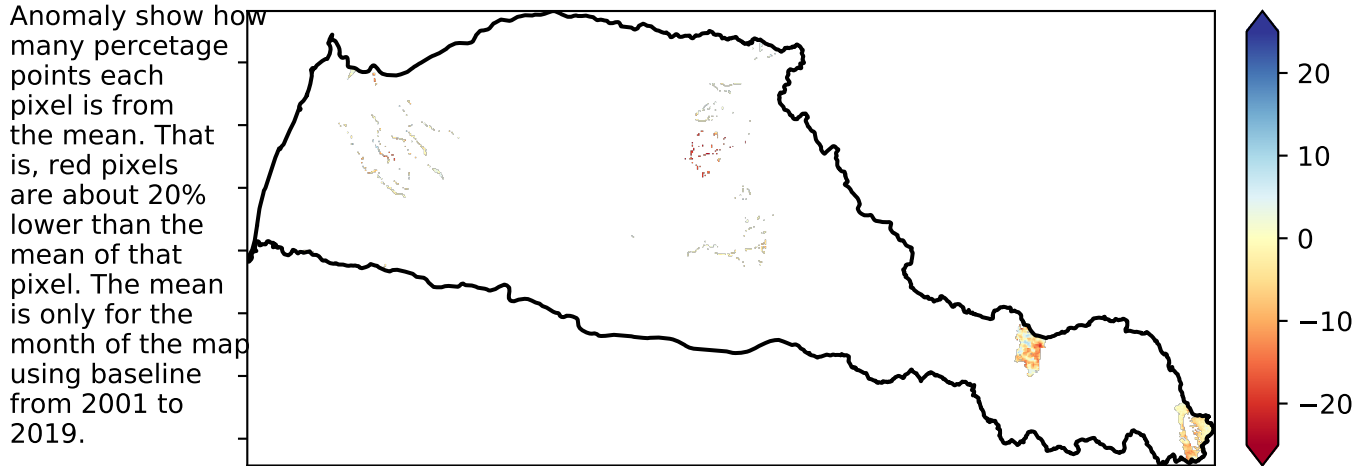 Anomaly show how
many percetage
points each
pixel is from
the mean. That
is, red pixels
are about 20%
lower than the
mean of that
pixel. The mean
is only for the
month of the map
using baseline
from 2001 to
2019.
20
10
0
−10
−20